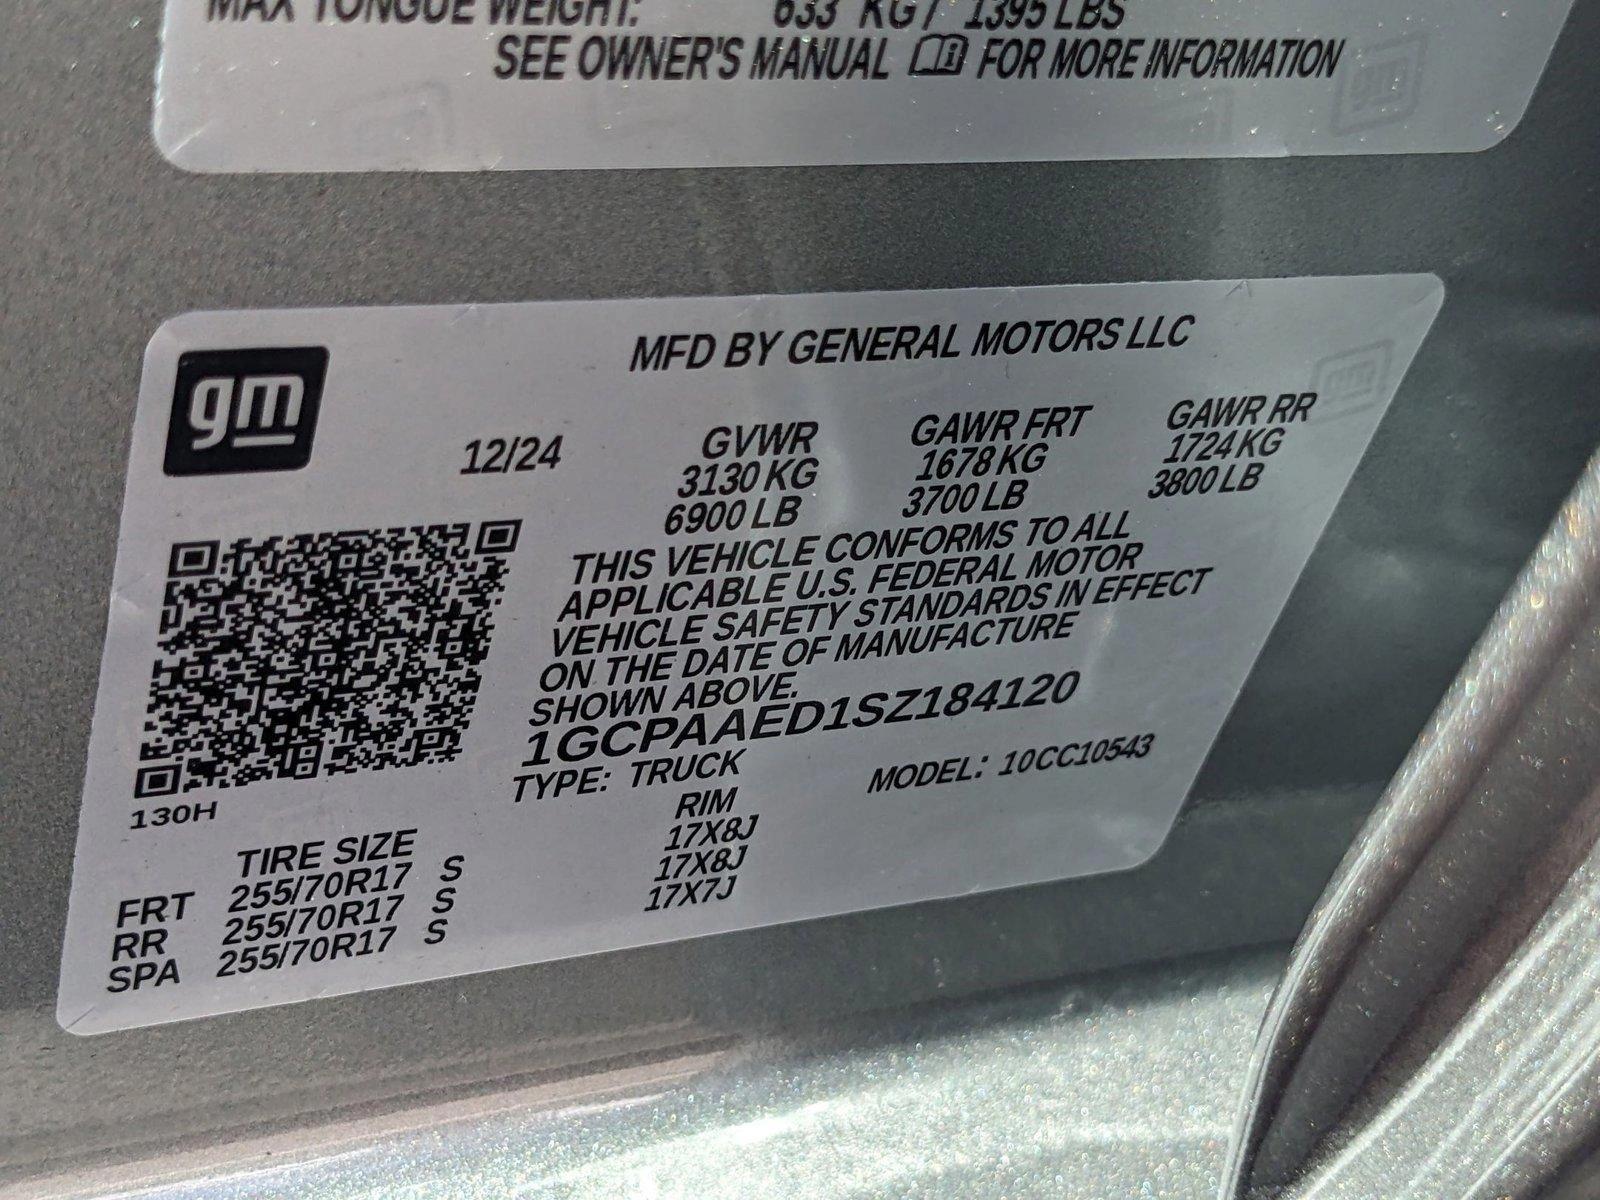 MAX TONGUE WEIGHT: 633 KG / 1395 LBS
SEE OWNER'S MANUAL FOR MORE INFORMATION
gm
MFD BY GENERAL MOTORS LLC
12/24 GVWR GAWR FRT GAWR RR
3130 KG 1678 KG 1724 KG
6900 LB 3700 LB 3800 LB
THIS VEHICLE CONFORMS TO ALL
APPLICABLE U.S. FEDERAL MOTOR
VEHICLE SAFETY STANDARDS IN EFFECT
ON THE DATE OF MANUFACTURE
SHOWN ABOVE.
1GCPAAED1SZ184120
TYPE: TRUCK MODEL: 10CC10543
130H
TIRE SIZE RIM
FRT 255/70R17 S 17X8J
RR 255/70R17 S 17X8J
SPA 255/70R17 S 17X7J